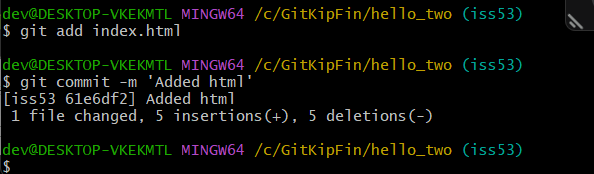 dev@DESKTOP-VKEKMTL MINGW64 /c/GitKipFin/hello_two (iss53)
$ git add index.html
dev@DESKTOP-VKEKMTL MINGW64 /c/GitKipFin/hello_two (iss53)
$ git commit -m 'Added html'
[iss53 61e6df2] Added html
 1 file changed, 5 insertions(+), 5 deletions(-)
dev@DESKTOP-VKEKMTL MINGW64 /c/GitKipFin/hello_two (iss53)
$